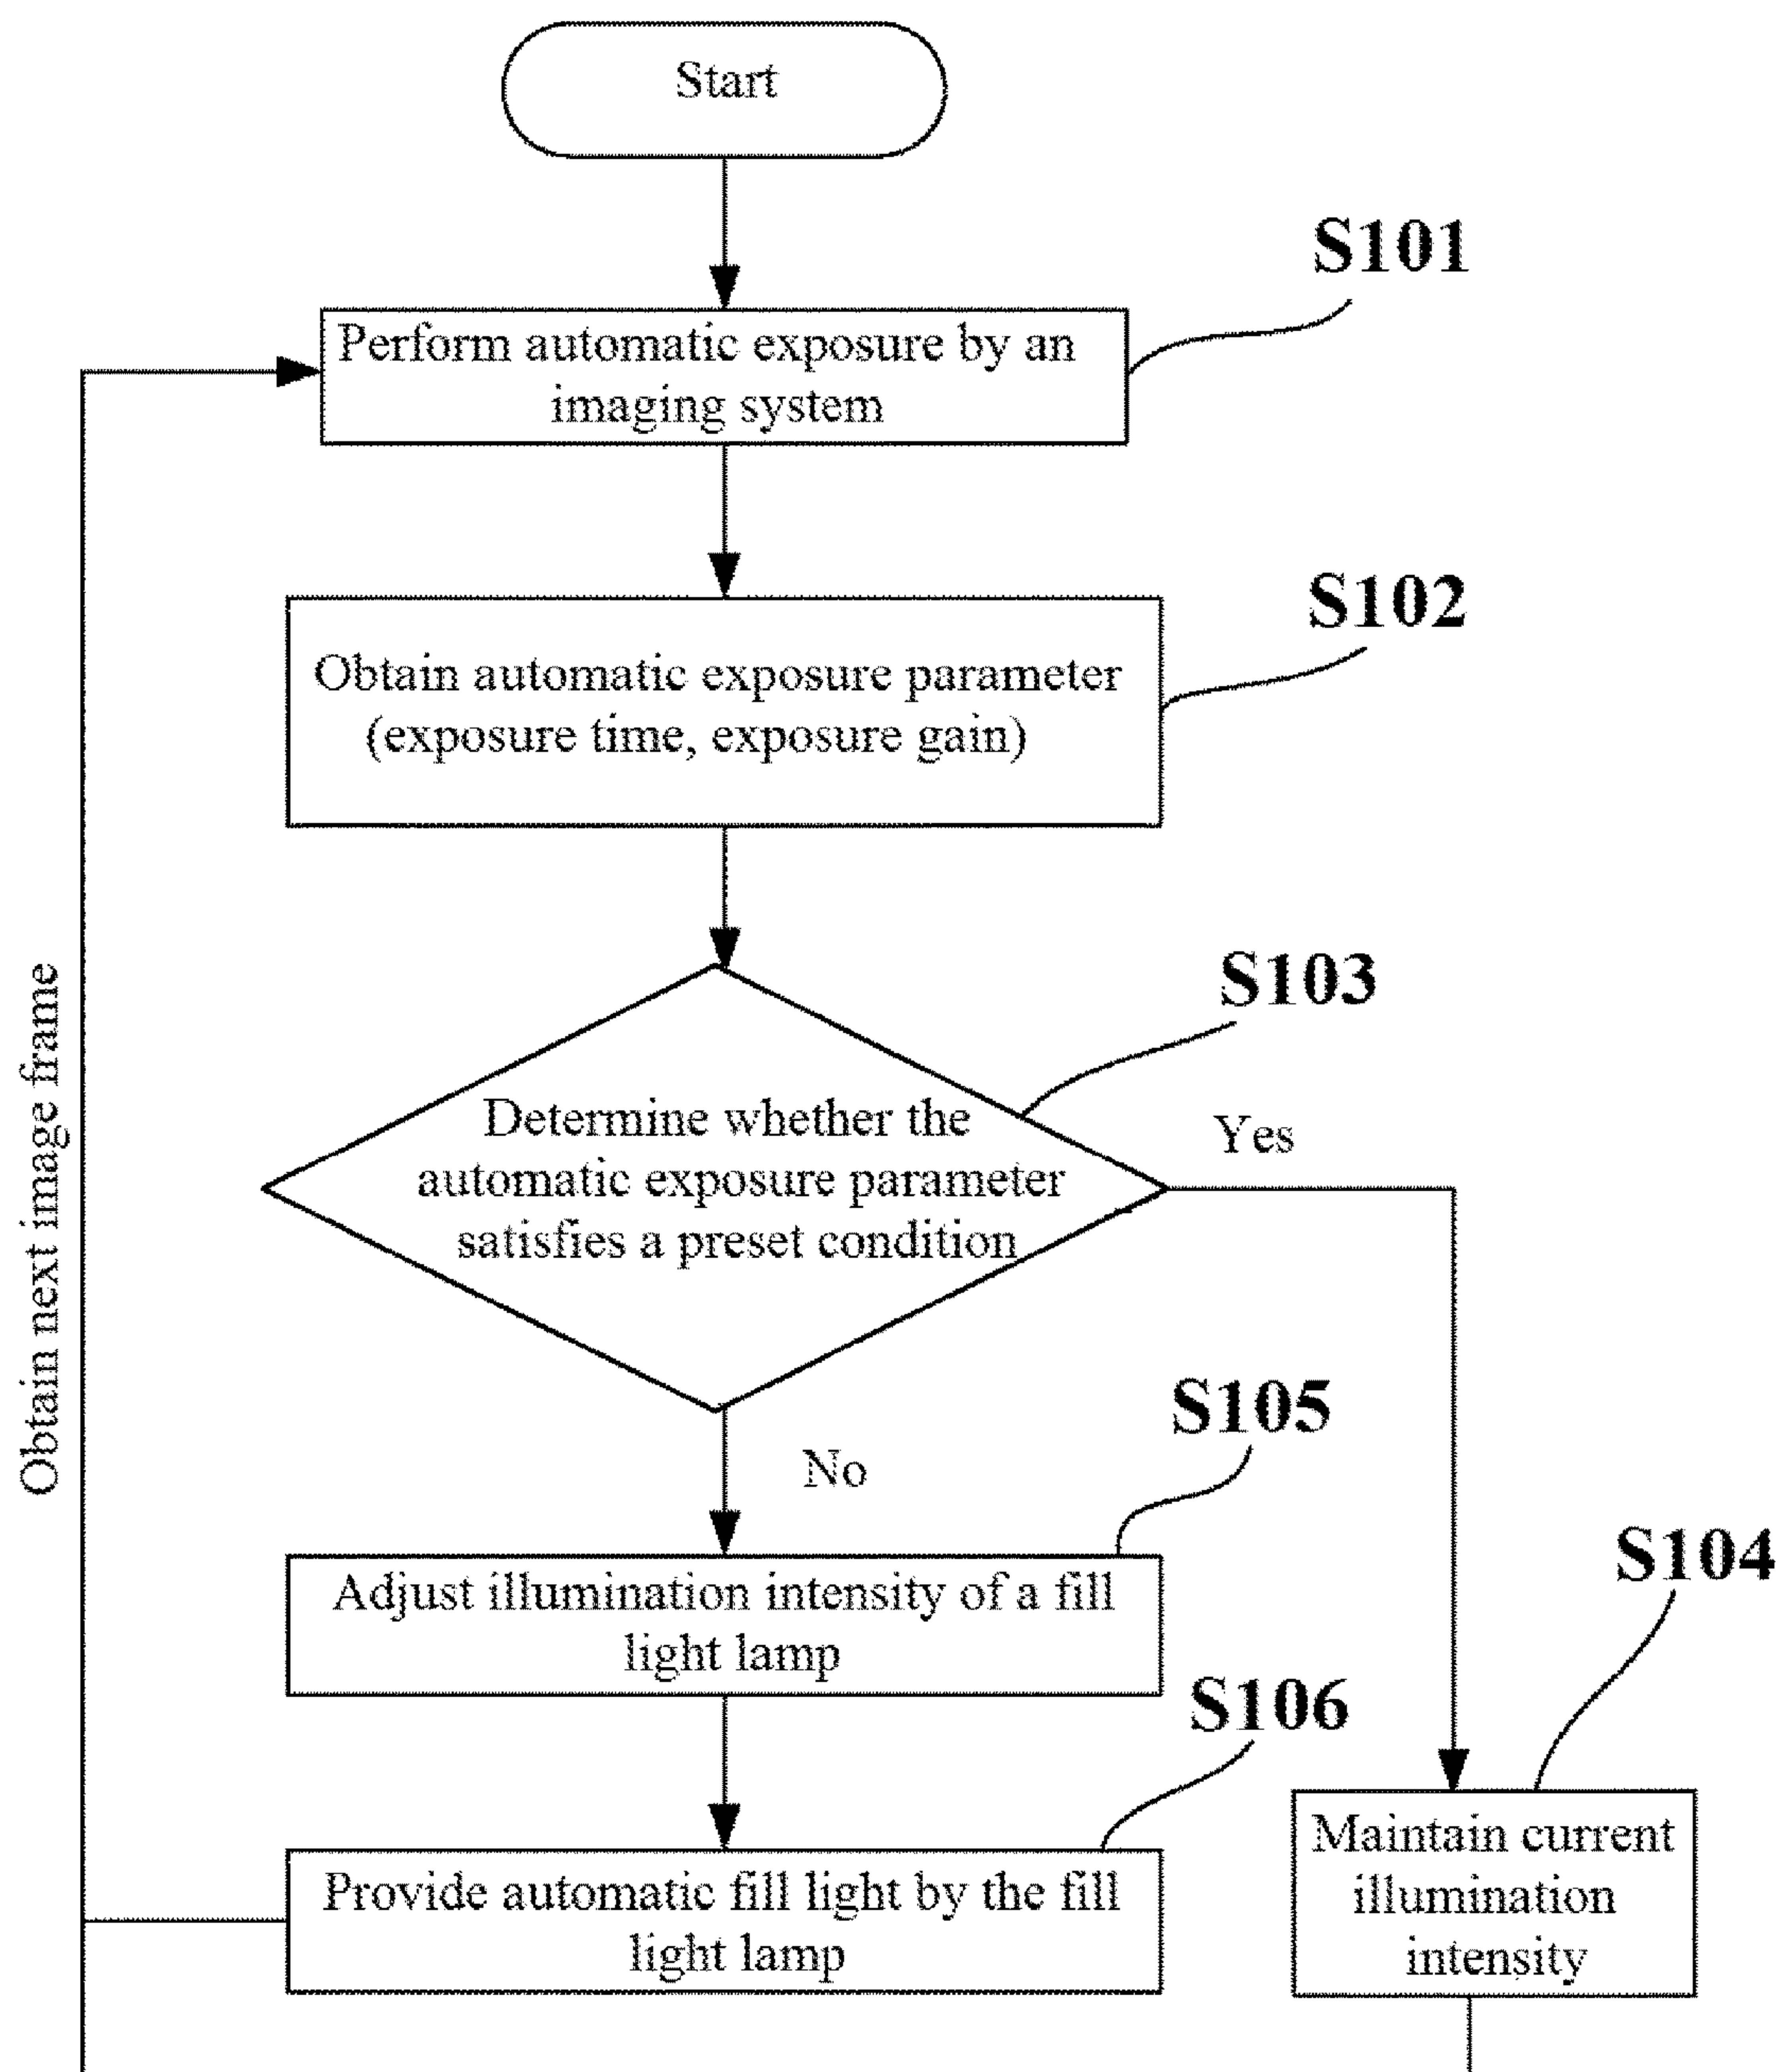 Start
S101
Perform automatic exposure by an
imaging system
S102
Obtain automatic exposure parameter
(exposure time, exposure gain)
S103
Determine whether the
automatic exposure parameter
satisfies a preset condition
Yes
No
Obtain next image frame
S105
Adjust illumination intensity of a fill
light lamp
S104
S106
Provide automatic fill light by the fill
light lamp
Maintain current
illumination
intensity